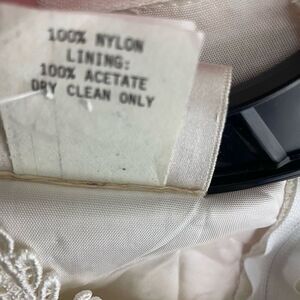 100% NYLON
LINING:
100% ACETATE
DRY CLEAN ONLY